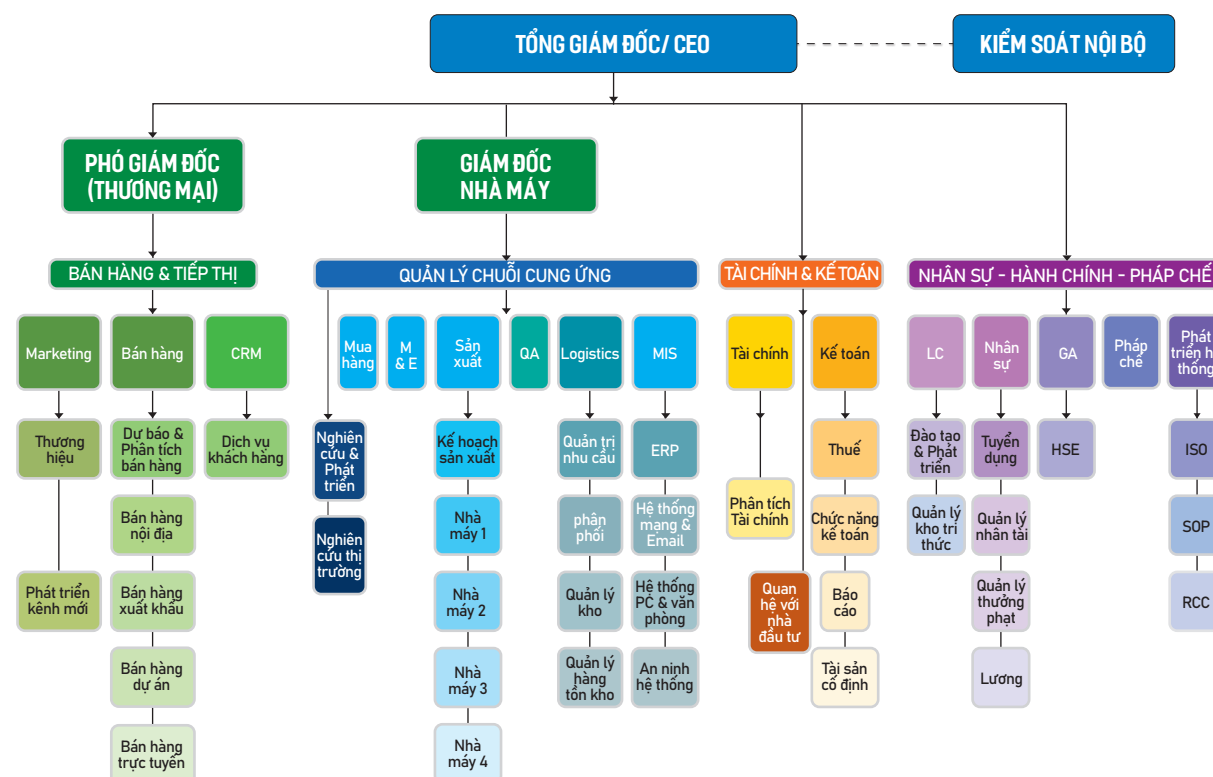 TỔNG GIÁM ĐỐC/ CEO
KIỂM SOÁT NỘI BỘ
PHÓ GIÁM ĐỐC
(THƯƠNG MẠI)
GIÁM ĐỐC
NHÀ MÁY
BÁN HÀNG & TIẾP THỊ
QUẢN LÝ CHUỖI CUNG ỨNG
TÀI CHÍNH & KẾ TOÁN
NHÂN SỰ - HÀNH CHÍNH - PHÁP CHẾ
Marketing
Bán hàng
CRM
Mua
hàng
M
& E
Sản
xuất
QA
Logistics
MIS
Tài chính
Kế toán
LC
Nhân
sự
GA
Pháp
chế
Phát
triển hệ
thống
Thương
hiệu
Dự báo &
Phân tích
bán hàng
Dịch vụ
khách hàng
Nghiên
cứu &
Phát
triển
Kế hoạch
sản xuất
Quản trị
nhu cầu
ERP
Thuế
Đào tạo
& Phát
triển
Tuyển
dụng
HSE
ISO
Bán hàng
nội địa
Nghiên
cứu thị
trường
Nhà
máy 1
phân
phối
Hệ thống
mạng &
Email
Phân tích
Tài chính
Chức năng
kế toán
Quản lý
kho tri
thức
Quản lý
nhân tài
SOP
Phát triển
kênh mới
Bán hàng
xuất khẩu
Nhà
máy 2
Quản lý
kho
Hệ thống
PC & văn
phòng
Quan
hệ với
nhà
đầu tư
Báo
cáo
Quản lý
thưởng
phạt
RCC
Bán hàng
dự án
Nhà
máy 3
Quản lý
hàng
tồn kho
An ninh
hệ thống
Tài sản
cố định
Lương
Bán hàng
trực tuyến
Nhà
máy 4